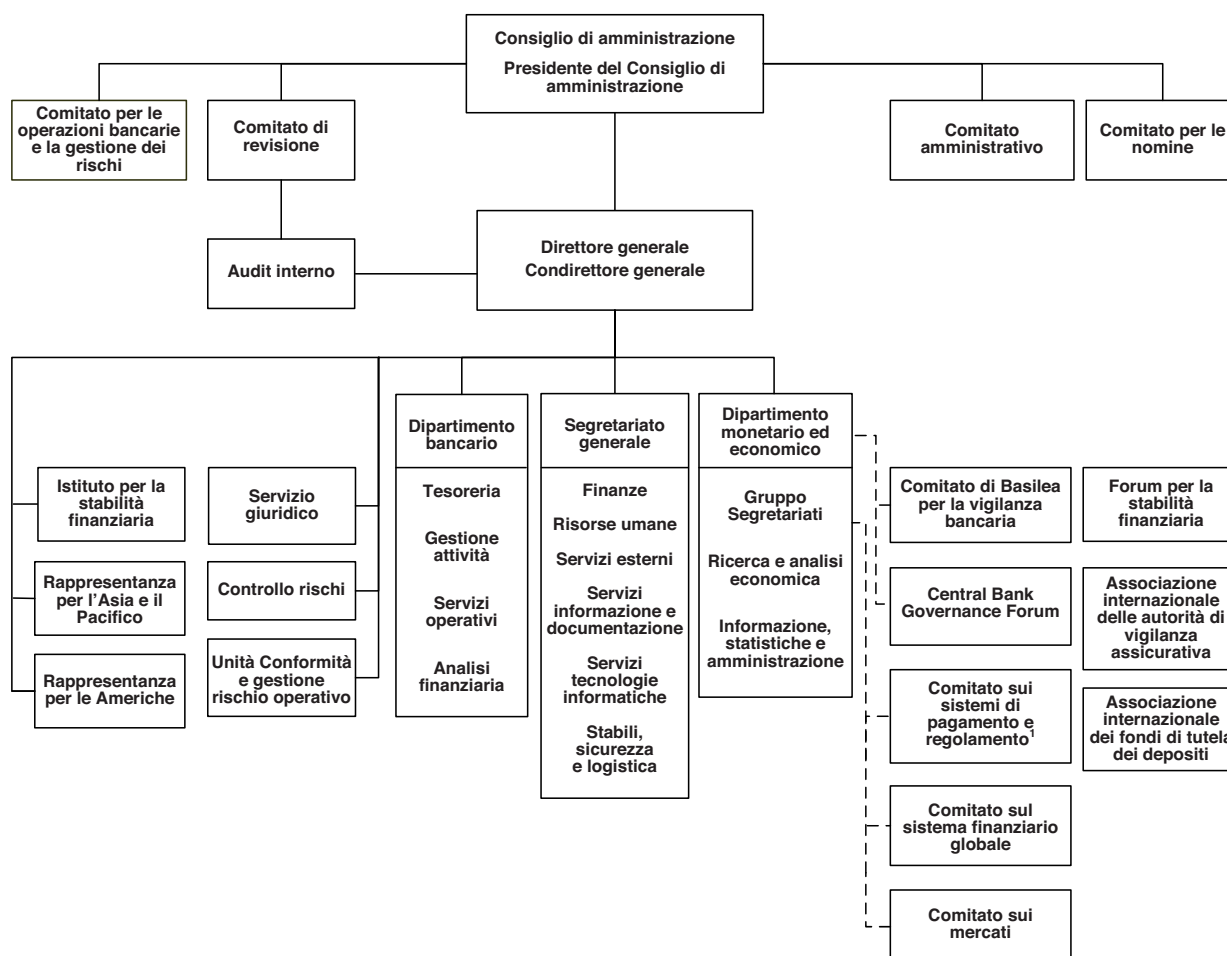 Consiglio di amministrazione
Presidente del Consiglio di
amministrazione
Comitato per le
operazioni bancarie
e la gestione dei
rischi
Comitato di
revisione
Comitato
amministrativo
Comitato per le
nomine
Audit interno
Direttore generale
Condirettore generale
Istituto per la
stabilità
finanziaria
Rappresentanza
per l'Asia e il
Pacifico
Rappresentanza
per le Americhe
Servizio
giuridico
Controllo rischi
Unità Conformità
e gestione
rischio operativo
Dipartimento
bancario
Tesoreria
Gestione
attività
Servizi
operativi
Analisi
finanziaria
Segretariato
generale
Finanze
Risorse umane
Servizi esterni
Servizi
informazione e
documentazione
Servizi
tecnologie
informatiche
Stabili,
sicurezza
e logistica
Dipartimento
monetario ed
economico
Gruppo
Segretariati
Ricerca e analisi
economica
Informazione,
statistiche e
amministrazione
Comitato di Basilea
per la vigilanza
bancaria
Central Bank
Governance Forum
Comitato sui
sistemi di
pagamento e
regolamento¹
Comitato sul
sistema finanziario
globale
Comitato sui
mercati
Forum per la
stabilità
finanziaria
Associazione
internazionale
delle autorità di
vigilanza
assicurativa
Associazione
internazionale
dei fondi di tutela
dei depositi